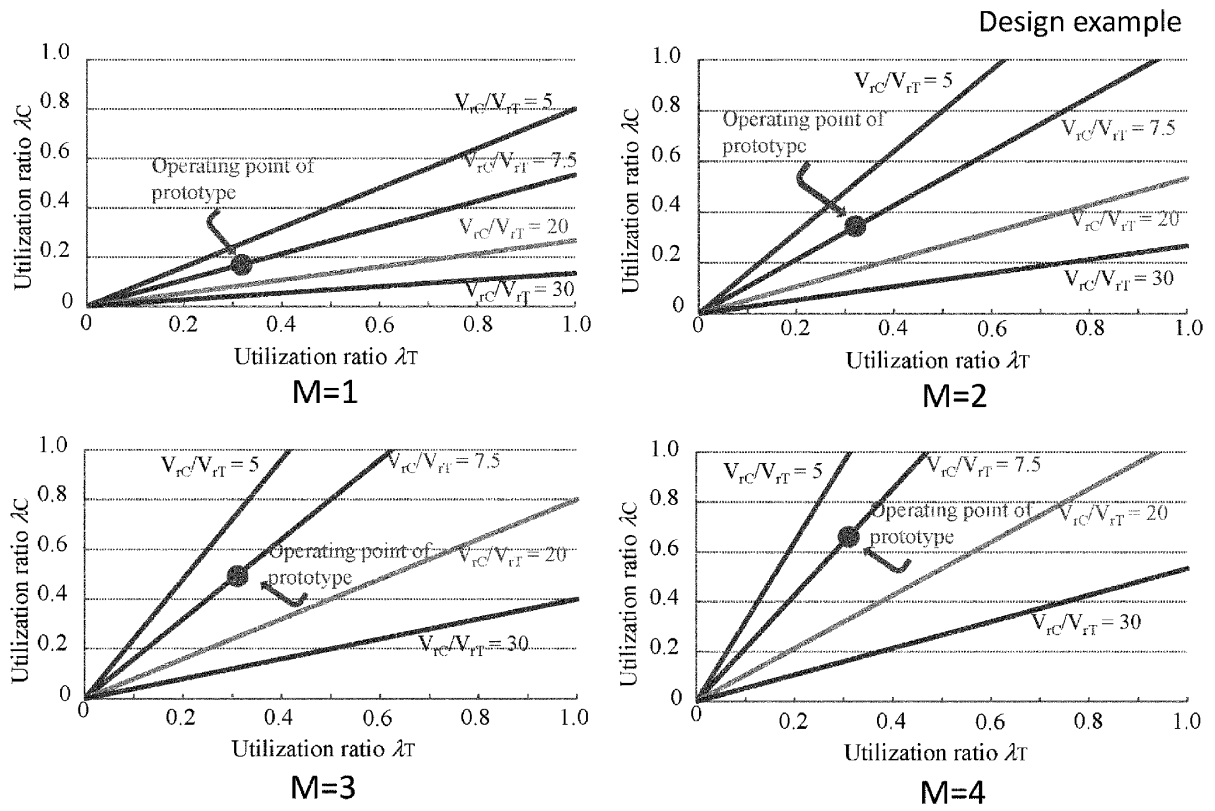 Design example
1.0
0.8
0.6
0.4
0.2
0
Utilization ratio λC
V_rC/V_rT = 5
Operating point of
prototype
V_rC/V_rT = 7.5
V_rC/V_rT = 20
V_rC/V_rT = 30
0 0.2 0.4 0.6 0.8 1.0
Utilization ratio λT
M=1
1.0
0.8
0.6
0.4
0.2
0
Utilization ratio λC
V_rC/V_rT = 5
Operating point of
prototype
V_rC/V_rT = 7.5
V_rC/V_rT = 20
V_rC/V_rT = 30
0 0.2 0.4 0.6 0.8 1.0
Utilization ratio λT
M=2
1.0
0.8
0.6
0.4
0.2
0
Utilization ratio λC
V_rC/V_rT = 5
V_rC/V_rT = 7.5
Operating point of
prototype
V_rC/V_rT = 20
V_rC/V_rT = 30
0 0.2 0.4 0.6 0.8 1.0
Utilization ratio λT
M=3
1.0
0.8
0.6
0.4
0.2
0
Utilization ratio λC
V_rC/V_rT = 5
V_rC/V_rT = 7.5
Operating point of
prototype
V_rC/V_rT = 20
V_rC/V_rT = 30
0 0.2 0.4 0.6 0.8 1.0
Utilization ratio λT
M=4